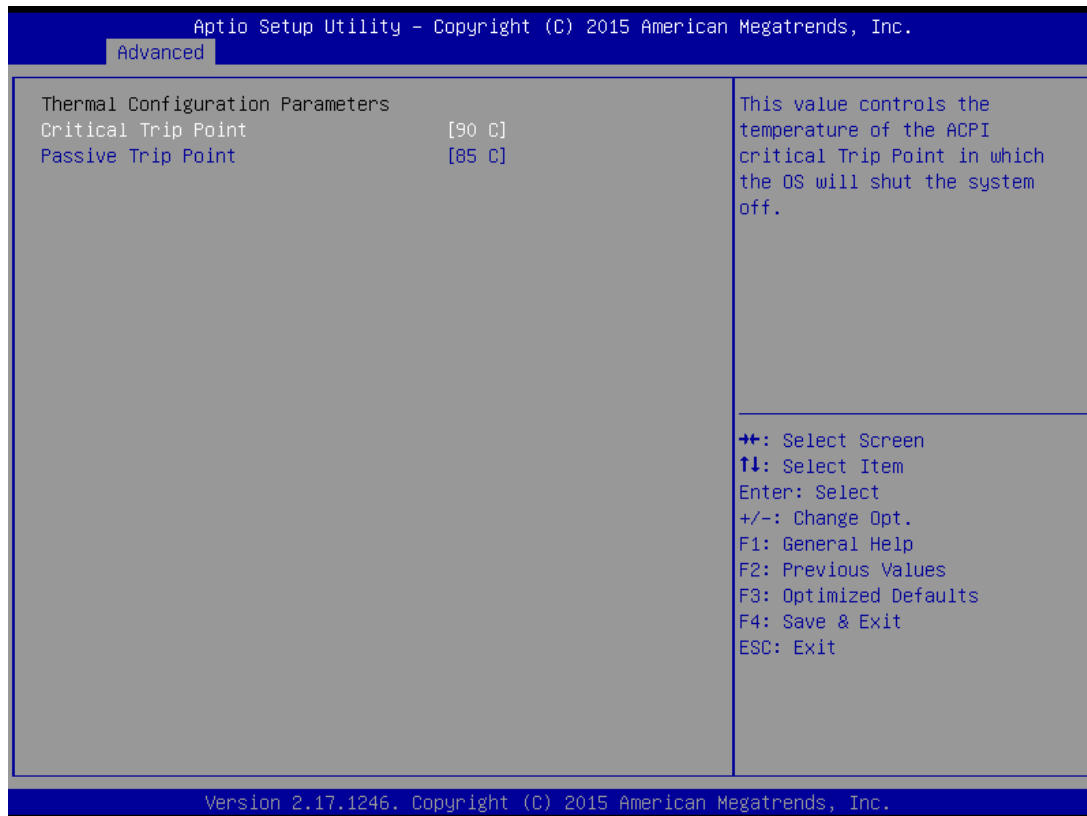 Aptio Setup Utility – Copyright (C) 2015 American Megatrends, Inc.
Advanced
Thermal Configuration Parameters
Critical Trip Point [90 C]
Passive Trip Point [85 C]
This value controls the
temperature of the ACPI
critical Trip Point in which
the OS will shut the system
off.
→←: Select Screen
↑↓: Select Item
Enter: Select
+/-: Change Opt.
F1: General Help
F2: Previous Values
F3: Optimized Defaults
F4: Save & Exit
ESC: Exit
Version 2.17.1246. Copyright (C) 2015 American Megatrends, Inc.